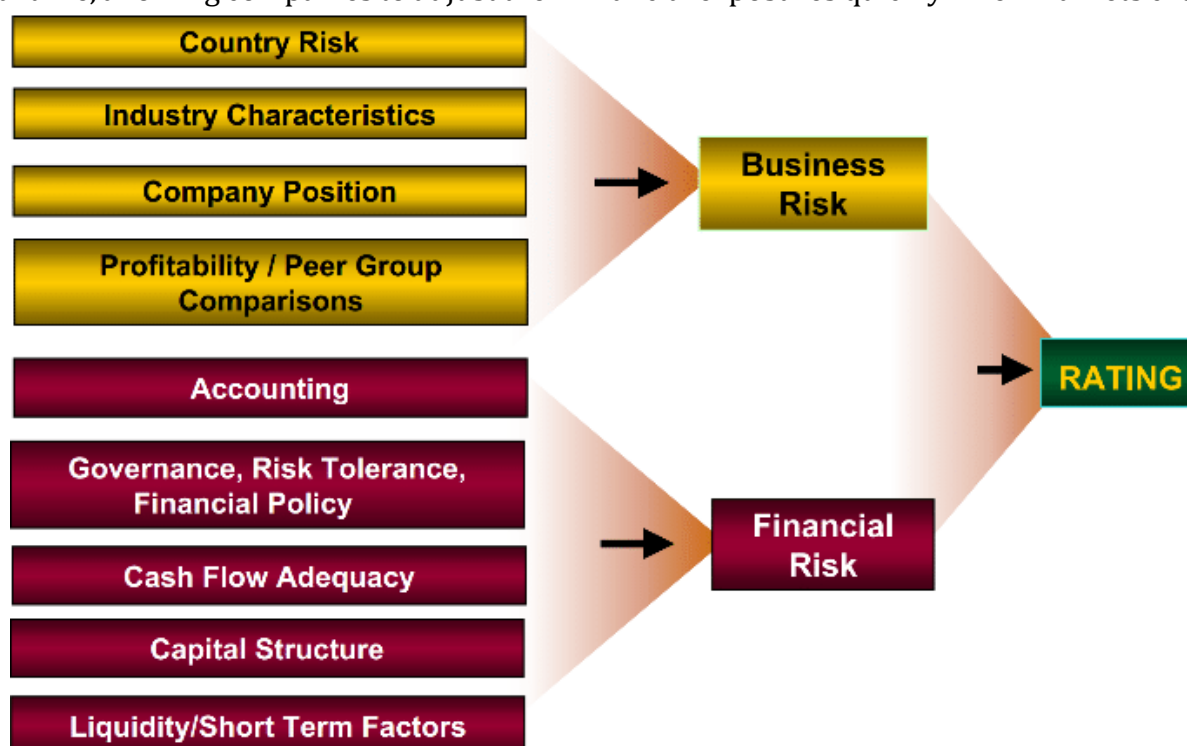 Country Risk
Industry Characteristics
Company Position
Profitability / Peer Group
Comparisons
Business
Risk
Accounting
RATING
Governance, Risk Tolerance,
Financial Policy
Financial
Risk
Cash Flow Adequacy
Capital Structure
Liquidity/Short Term Factors